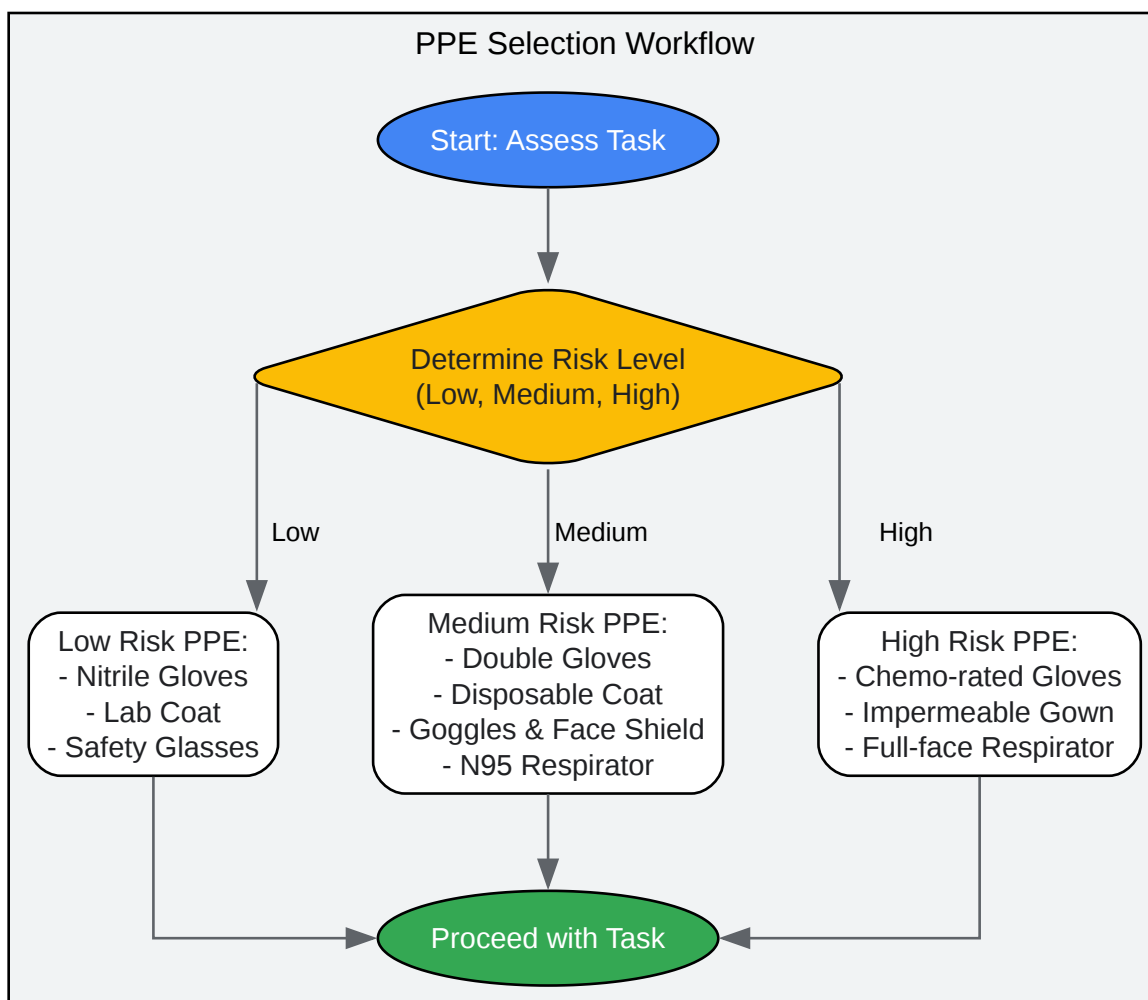 PPE Selection Workflow
Start: Assess Task
Determine Risk Level
(Low, Medium, High)
Low
Medium
High
Low Risk PPE:
- Nitrile Gloves
- Lab Coat
- Safety Glasses
Medium Risk PPE:
- Double Gloves
- Disposable Coat
- Goggles & Face Shield
- N95 Respirator
High Risk PPE:
- Chemo-rated Gloves
- Impermeable Gown
- Full-face Respirator
Proceed with Task